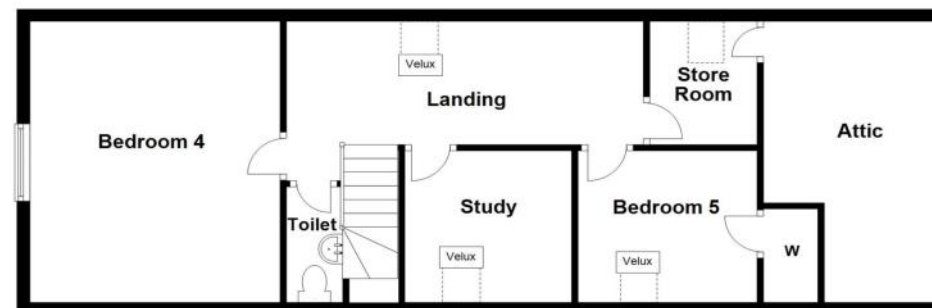 Velux
Store
Room
Landing
Bedroom 4
Attic
Toilet
Study
Bedroom 5
W
Velux
Velux